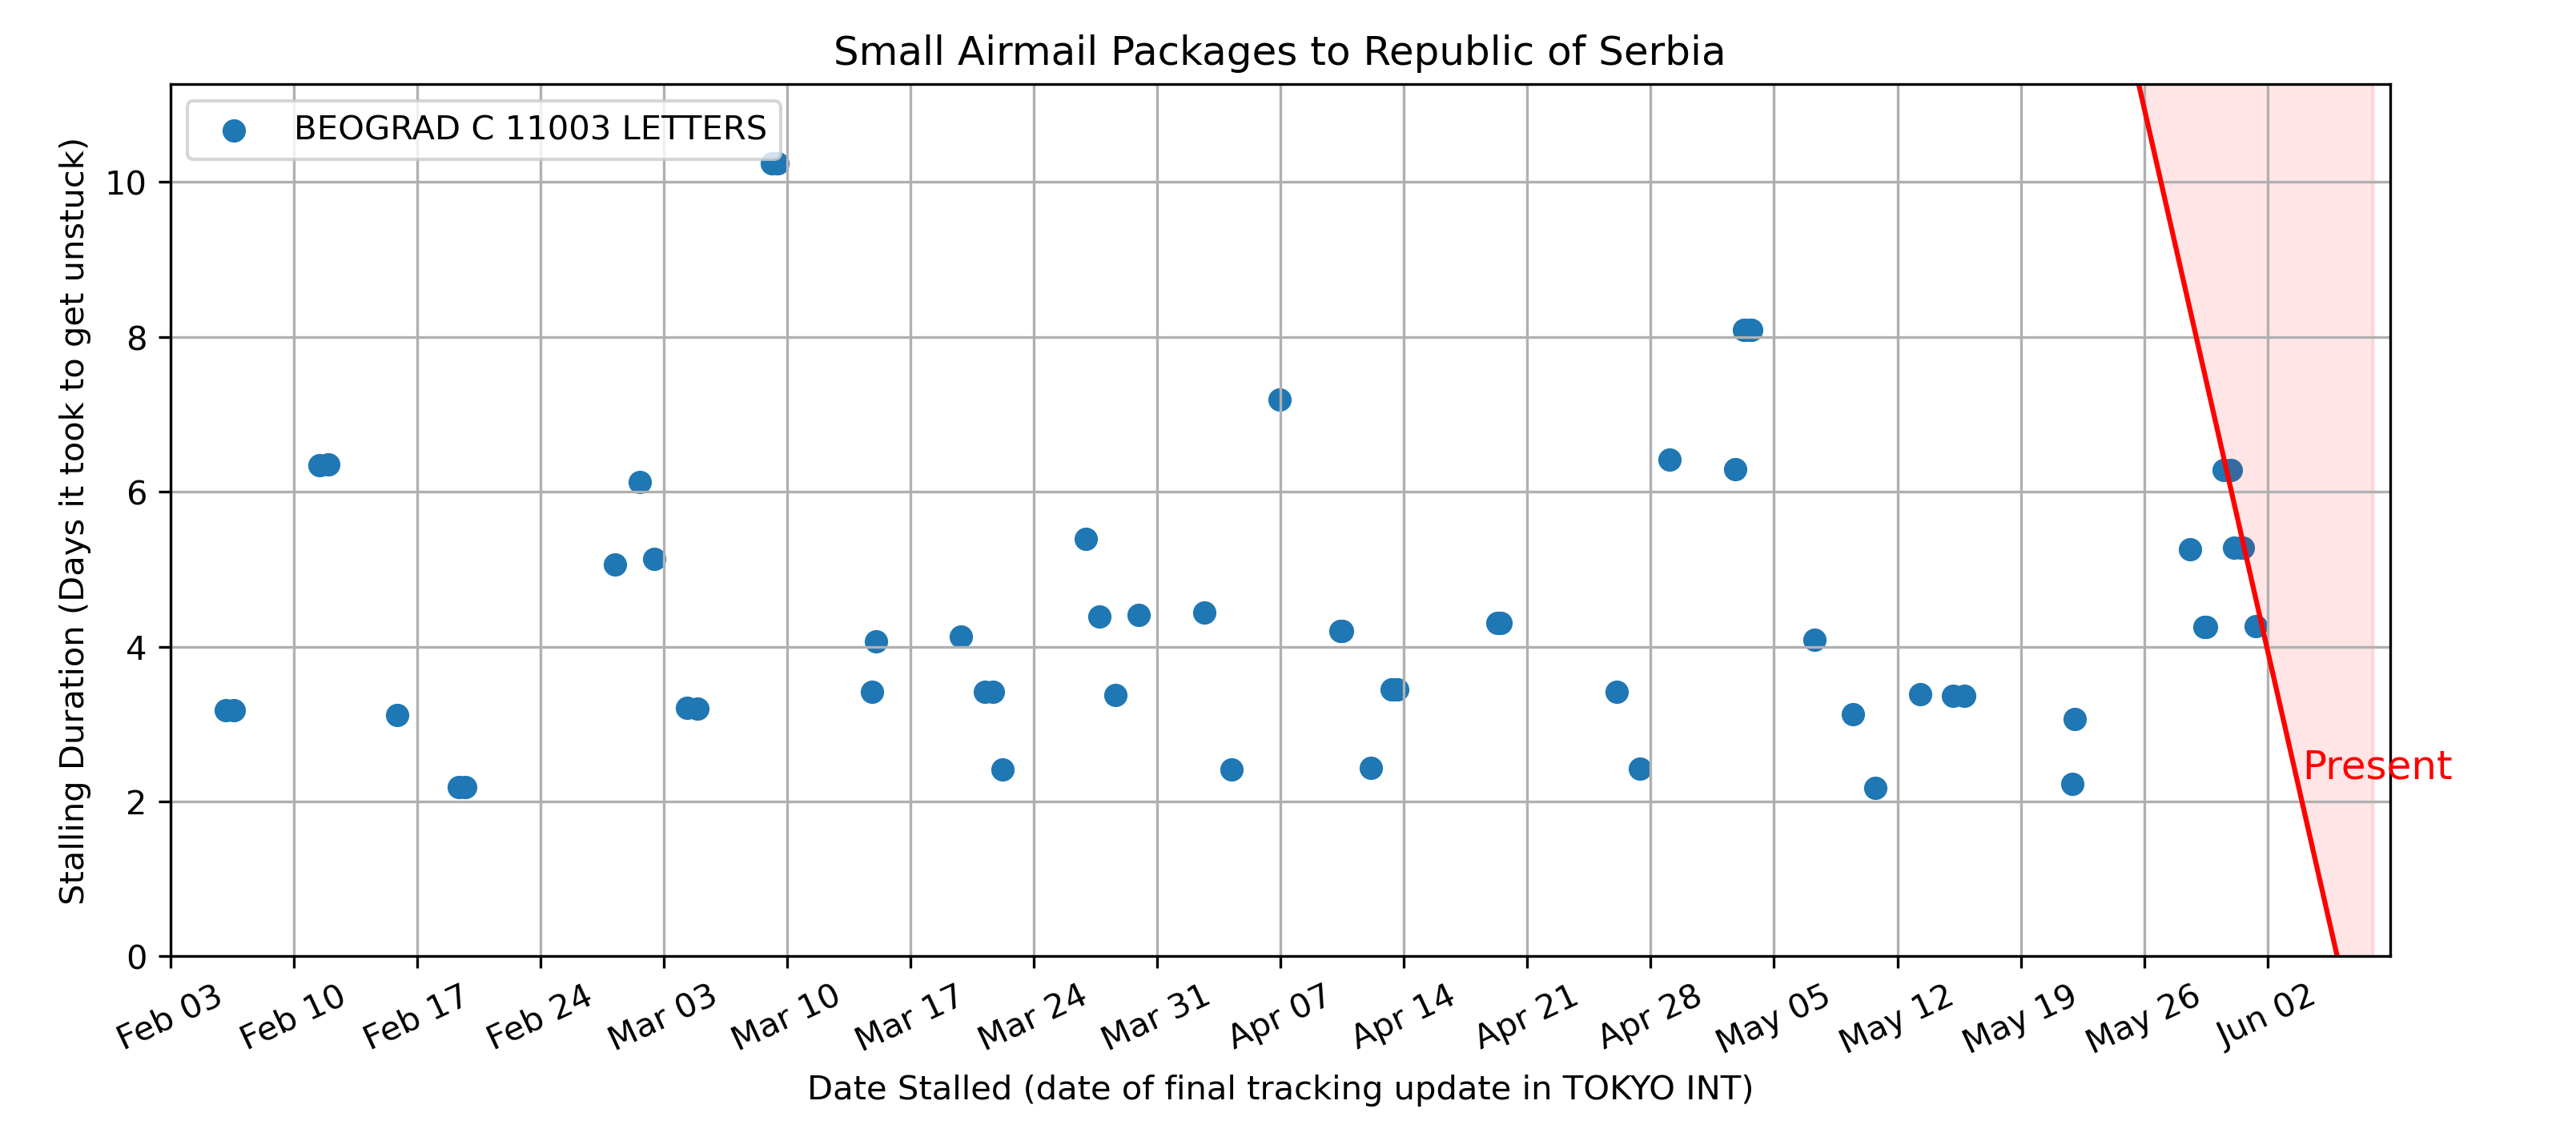 Small Airmail Packages to Republic of Serbia
BEOGRAD C 11003 LETTERS
Stalling Duration (Days it took to get unstuck)
10
8
6
4
2
0
Present
Feb 03
Feb 10
Feb 17
Feb 24
Mar 03
Mar 10
Mar 17
Mar 24
Mar 31
Apr 07
Apr 14
Apr 21
Apr 28
May 05
May 12
May 19
May 26
Jun 02
Date Stalled (date of final tracking update in TOKYO INT)